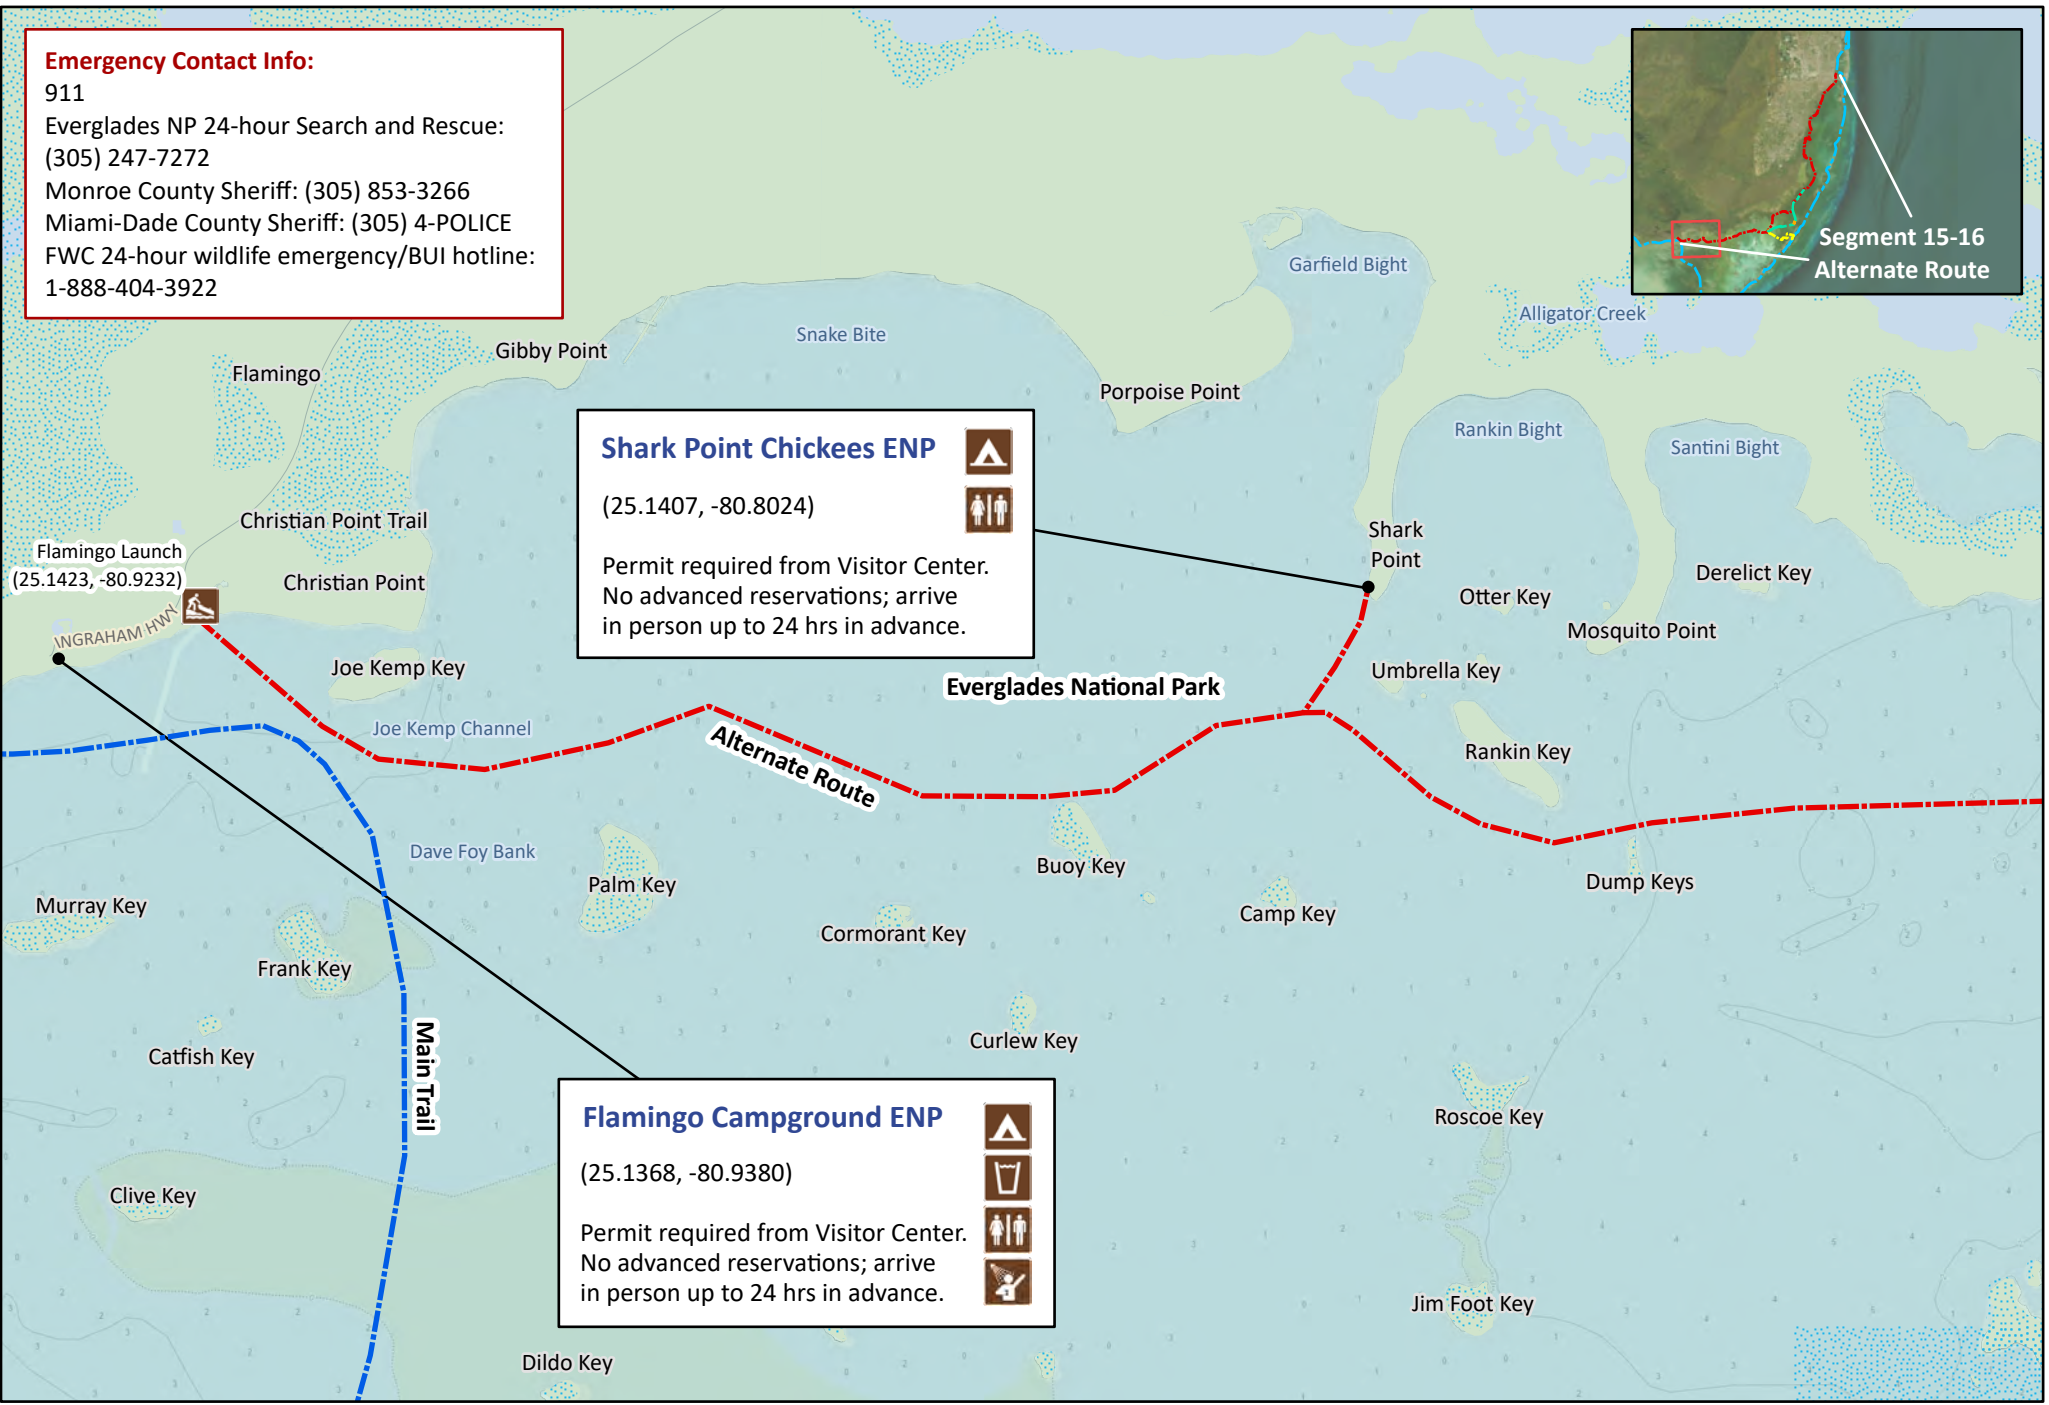 Emergency Contact Info:
911
Everglades NP 24-hour Search and Rescue:
(305) 247-7272
Monroe County Sheriff: (305) 853-3266
Miami-Dade County Sheriff: (305) 4-POLICE
FWC 24-hour wildlife emergency/BUI hotline:
1-888-404-3922
Segment 15-16
Alternate Route
Garfield Bight
Alligator Creek
Snake Bite
Gibby Point
Flamingo
Porpoise Point
Rankin Bight
Santini Bight
Shark Point Chickees ENP
(25.1407, -80.8024)
Permit required from Visitor Center.
No advanced reservations; arrive
in person up to 24 hrs in advance.
Christian Point Trail
Shark
Point
Flamingo Launch
(25.1423, -80.9232)
Christian Point
Derelict Key
Otter Key
INGRAHAM HWY
Mosquito Point
Joe Kemp Key
Umbrella Key
Everglades National Park
Joe Kemp Channel
Alternate Route
Rankin Key
Dave Foy Bank
Palm Key
Buoy Key
Dump Keys
Murray Key
Camp Key
Cormorant Key
Frank Key
Curlew Key
Catfish Key
Main Trail
Flamingo Campground ENP
(25.1368, -80.9380)
Permit required from Visitor Center.
No advanced reservations; arrive
in person up to 24 hrs in advance.
Roscoe Key
Clive Key
Jim Foot Key
Dildo Key